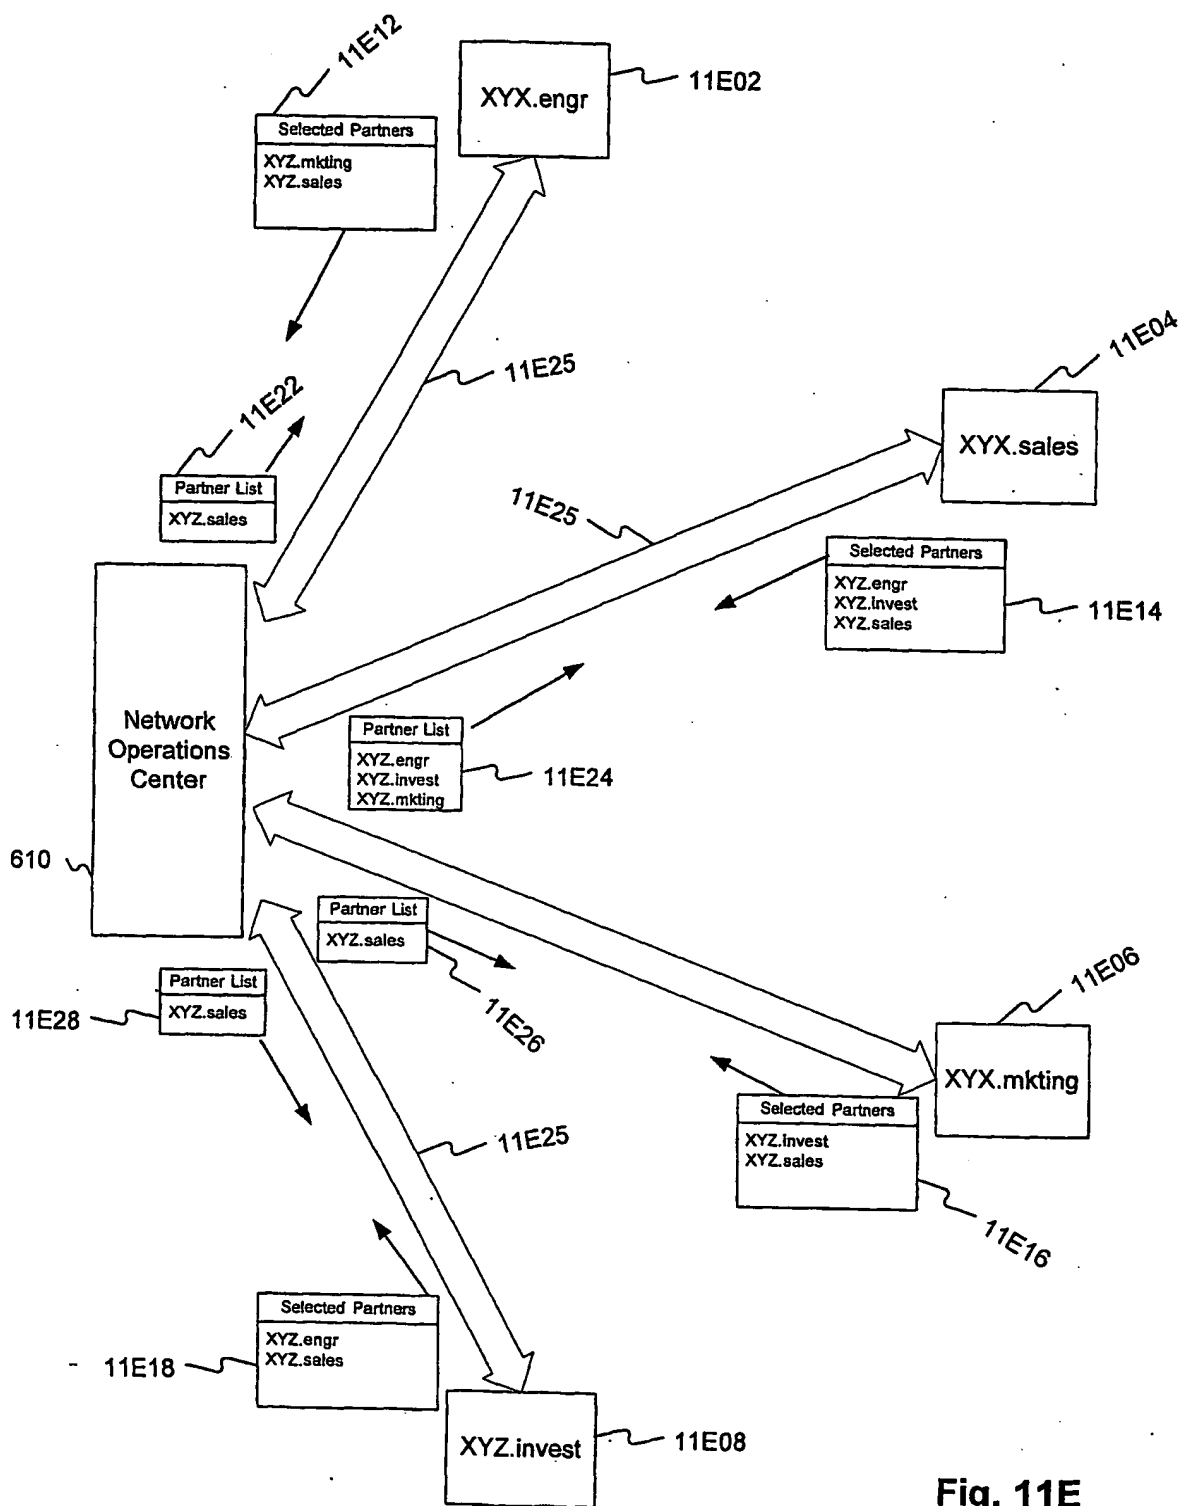 11E12
XYX.engr
11E02
Selected Partners
XYZ.mkting
XYZ.sales
11E25
11E04
11E22
XYX.sales
Partner List
XYZ.sales
11E25
Selected Partners
XYZ.engr
XYZ.invest
XYZ.sales
11E14
Network
Operations
Center
Partner List
XYZ.engr
XYZ.invest
XYZ.mkting
11E24
610
Partner List
XYZ.sales
11E26
11E06
Partner List
XYZ.sales
11E28
XYX.mkting
Selected Partners
XYZ.invest
XYZ.sales
11E16
11E25
Selected Partners
XYZ.engr
XYZ.sales
11E18
XYZ.invest
11E08
Fig. 11E